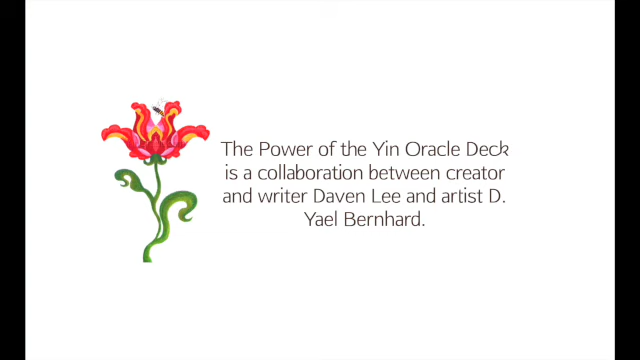 The Power of the Yin Oracle Deck
is a collaboration between creator
and writer Daven Lee and artist D.
Yael Bernhard.